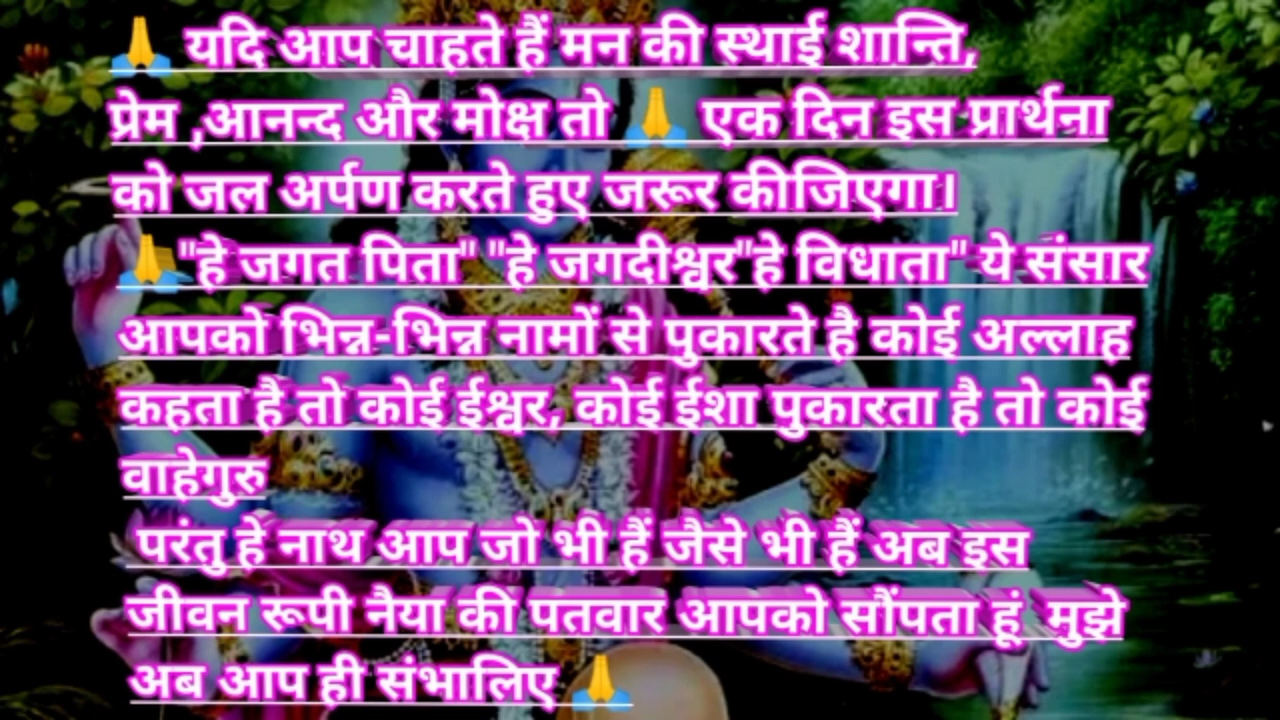 🙏 यदि आप चाहते हैं मन की स्थाई शान्ति,
प्रेम ,आनन्द और मोक्ष तो 🙏 एक दिन इस प्रार्थना
को जल अर्पण करते हुए जरूर कीजिएगा।
🙏"हे जगत पिता" "हे जगदीश्वर"हे विधाता" ये संसार
आपको भिन्न-भिन्न नामों से पुकारते है कोई अल्लाह
कहता है तो कोई ईश्वर, कोई ईशा पुकारता है तो कोई
वाहेगुरु
परंतु हे नाथ आप जो भी हैं जैसे भी हैं अब इस
जीवन रूपी नैया की पतवार आपको सौंपता हूं मुझे
अब आप ही संभालिए 🙏